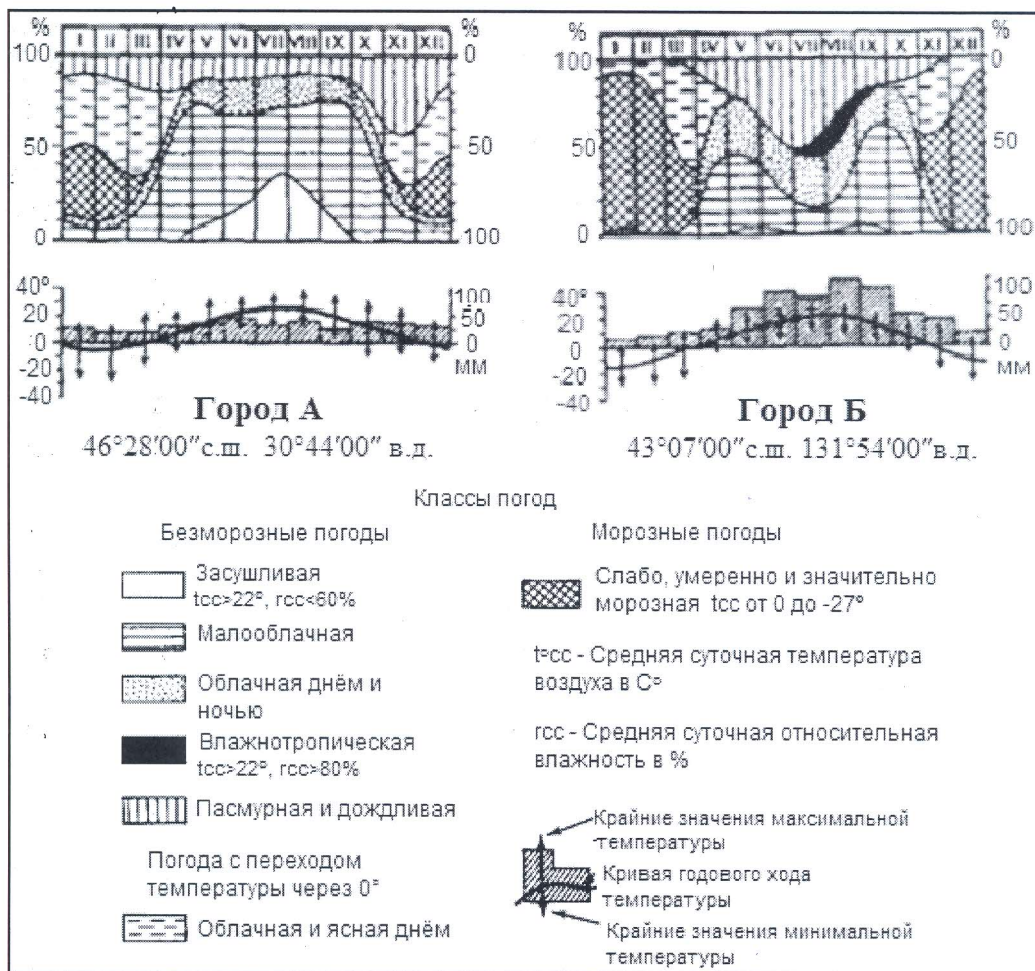 % I II III IV V VI VII VIII IX X XI XII %
100 0
50 50
0 100
40° 100
20 50
0 0
-20 мм
-40
Город А
46°28′00″с.ш. 30°44′00″ в.д.
% I II III IV V VI VII VIII IX X XI XII %
100 0
50 50
0 100
40° 100
20 50
0 0
-20 мм
-40
Город Б
43°07′00″с.ш. 131°54′00″в.д.
Классы погод
Безморозные погоды
Засушливая
tcc>22°, rcc<60%
Малооблачная
Облачная днём и
ночью
Влажнотропическая
tcc>22°, rcc>80%
Пасмурная и дождливая
Погода с переходом
температуры через 0°
Облачная и ясная днём
Морозные погоды
Слабо, умеренно и значительно
морозная tcc от 0 до -27°
t°cc - Средняя суточная температура
воздуха в С°
rcc - Средняя суточная относительная
влажность в %
Крайние значения максимальной
температуры
Кривая годового хода
температуры
Крайние значения минимальной
температуры